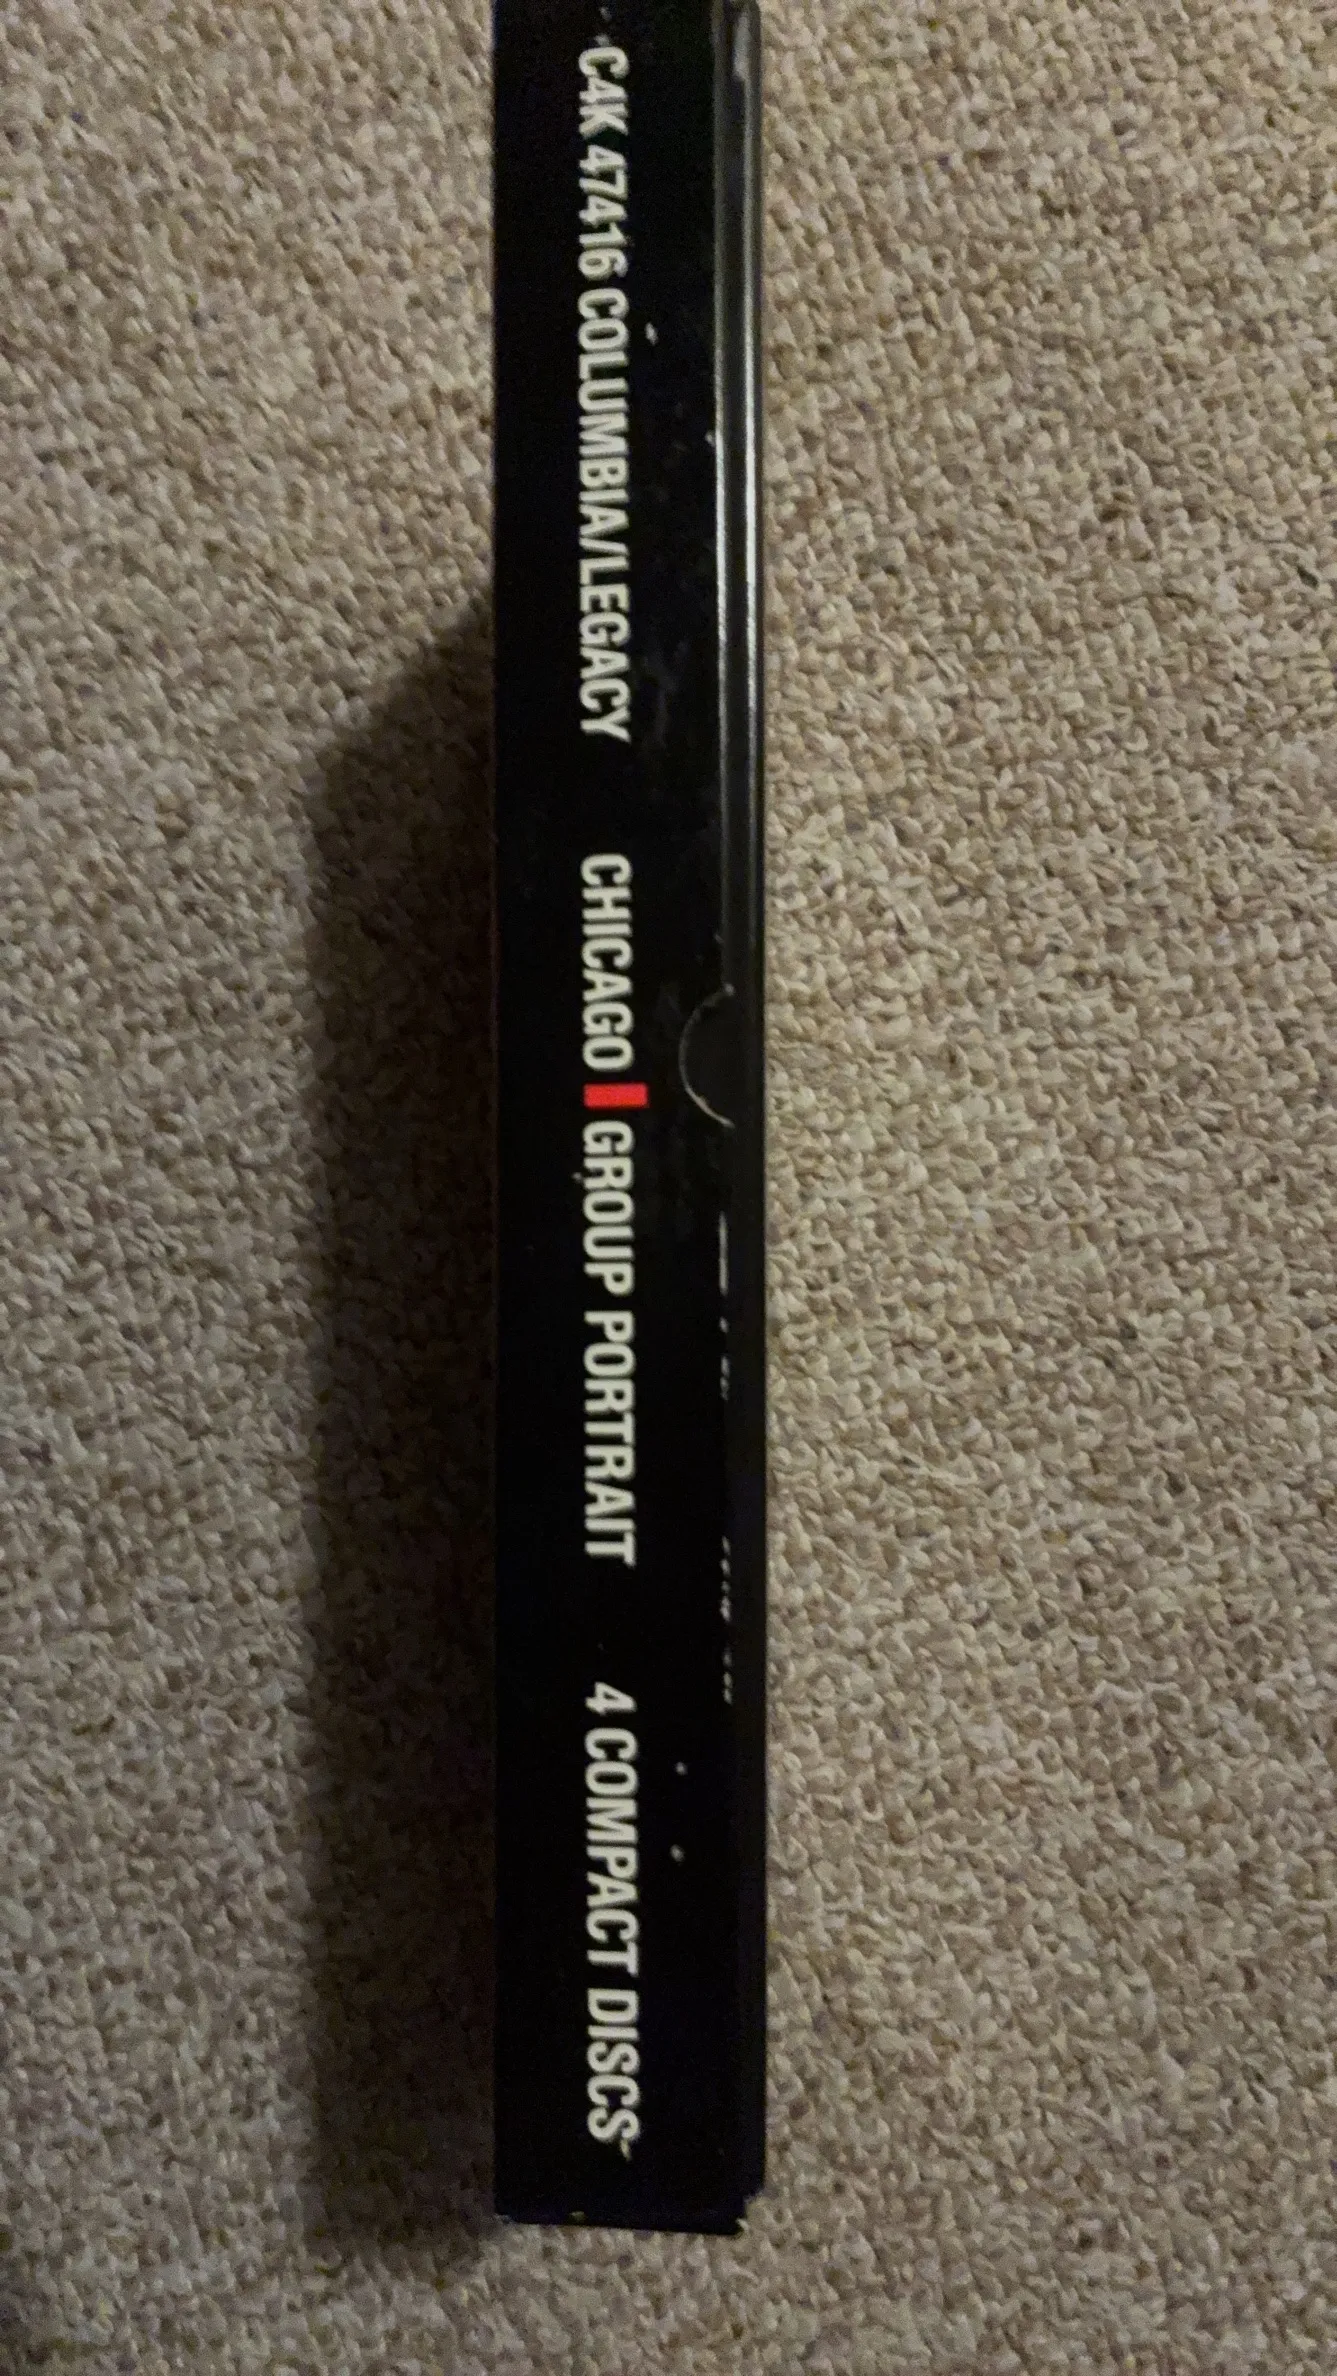 C4K 47416 COLUMBIA/LEGACY CHICAGO GROUP PORTRAIT 4 COMPACT DISCS